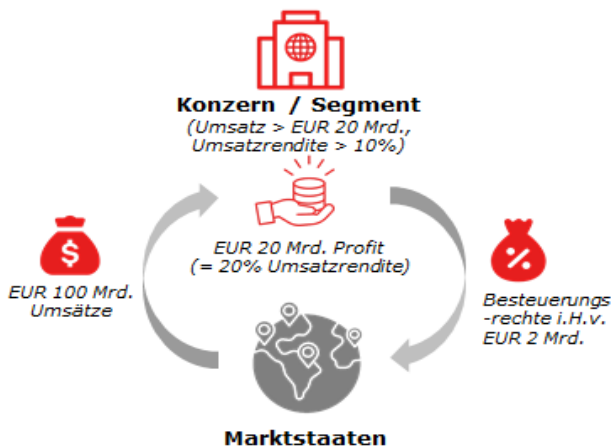 Konzern / Segment
(Umsatz > EUR 20 Mrd.,
Umsatzrendite > 10%)
$
EUR 20 Mrd. Profit
(= 20% Umsatzrendite)
EUR 100 Mrd.
Umsätze
%
Besteuerungs
-rechte i.H.v.
EUR 2 Mrd.
Marktstaaten